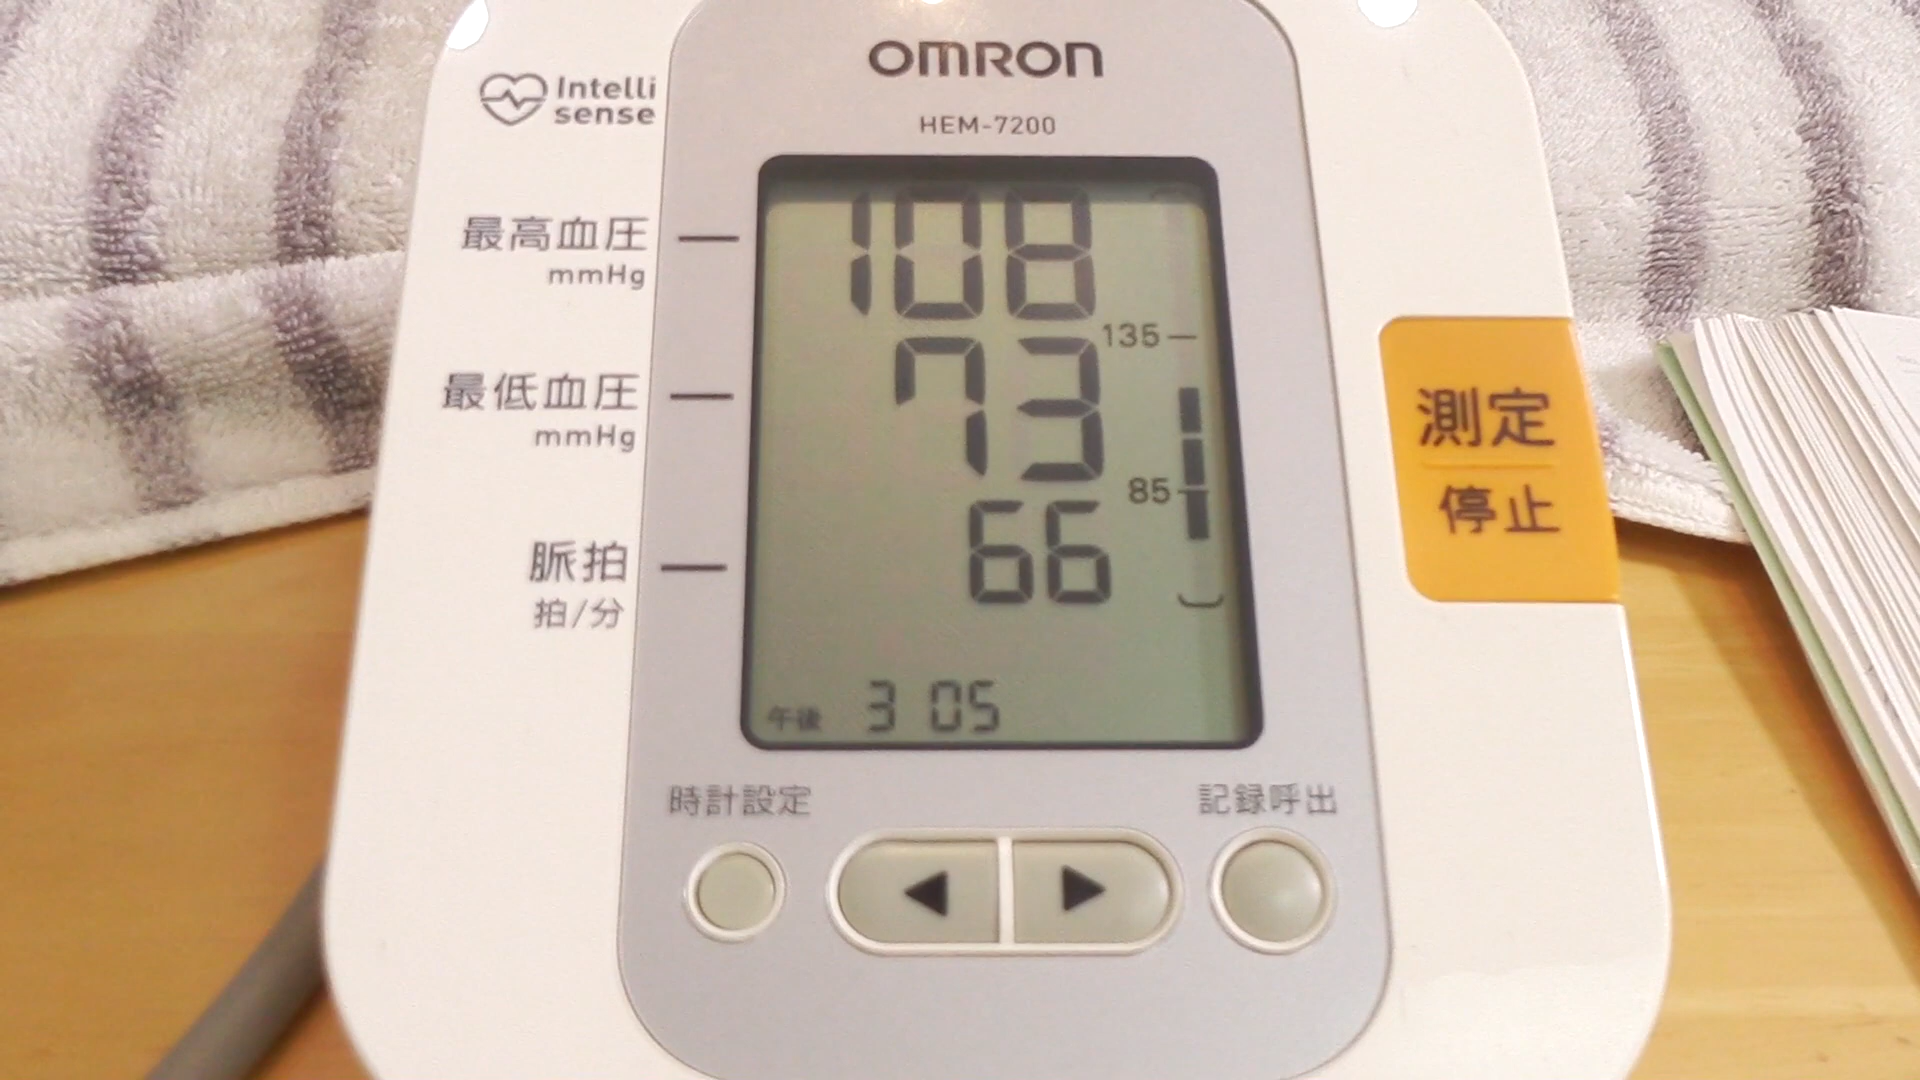 Intelli
sense
OMRON
HEM-7200
最高血圧
mmHg
108
135
最低血圧
mmHg
73
85
脈拍
拍/分
66
午後 3 05
測定
停止
時計設定
記録呼出